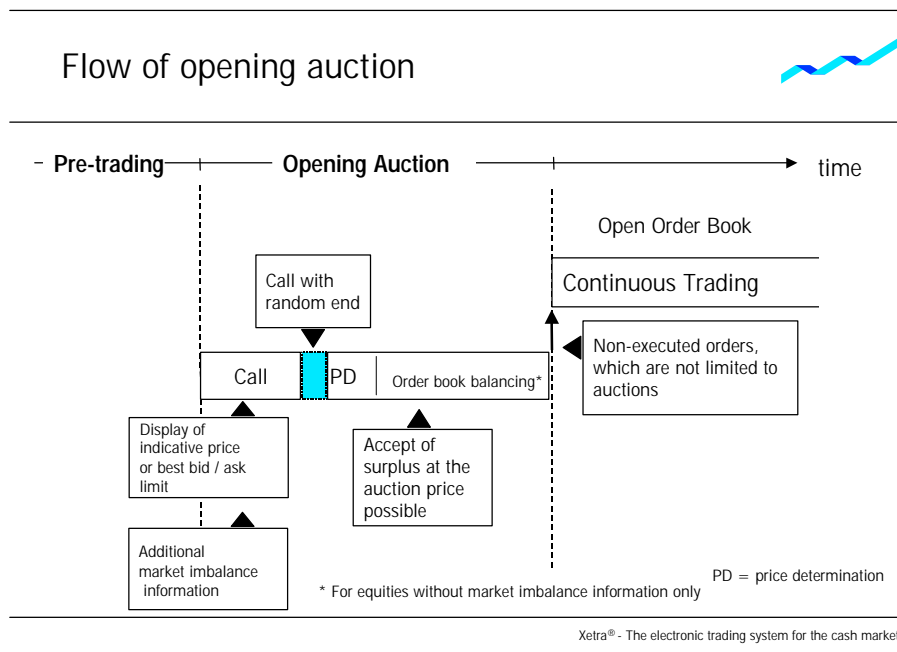 Flow of opening auction
Pre-trading
Opening Auction
time
Open Order Book
Continuous Trading
Call with
random end
Call
PD
Order book balancing*
Non-executed orders,
which are not limited to
auctions
Display of
indicative price
or best bid / ask
limit
Accept of
surplus at the
auction price
possible
Additional
market imbalance
information
* For equities without market imbalance information only
PD = price determination
Xetra® - The electronic trading system for the cash market